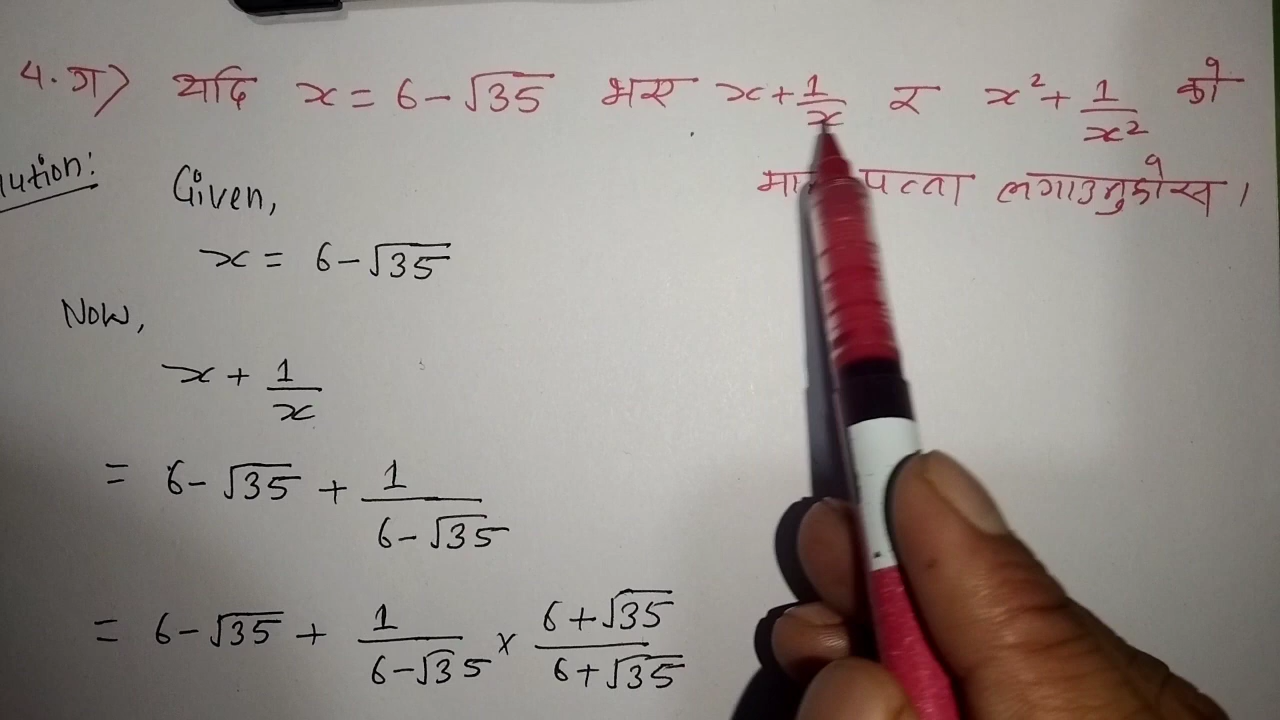 4. ग) यदि x = 6 - √35 भए x + 1/x र x² + 1/x² को
पत्ता लगाउनुहोस ।
Given,
x = 6 - √35
Now,
x + 1/x
= 6 - √35 + 1/(6 - √35)
= 6 - √35 + 1/(6 - √35) × (6 + √35)/(6 + √35)